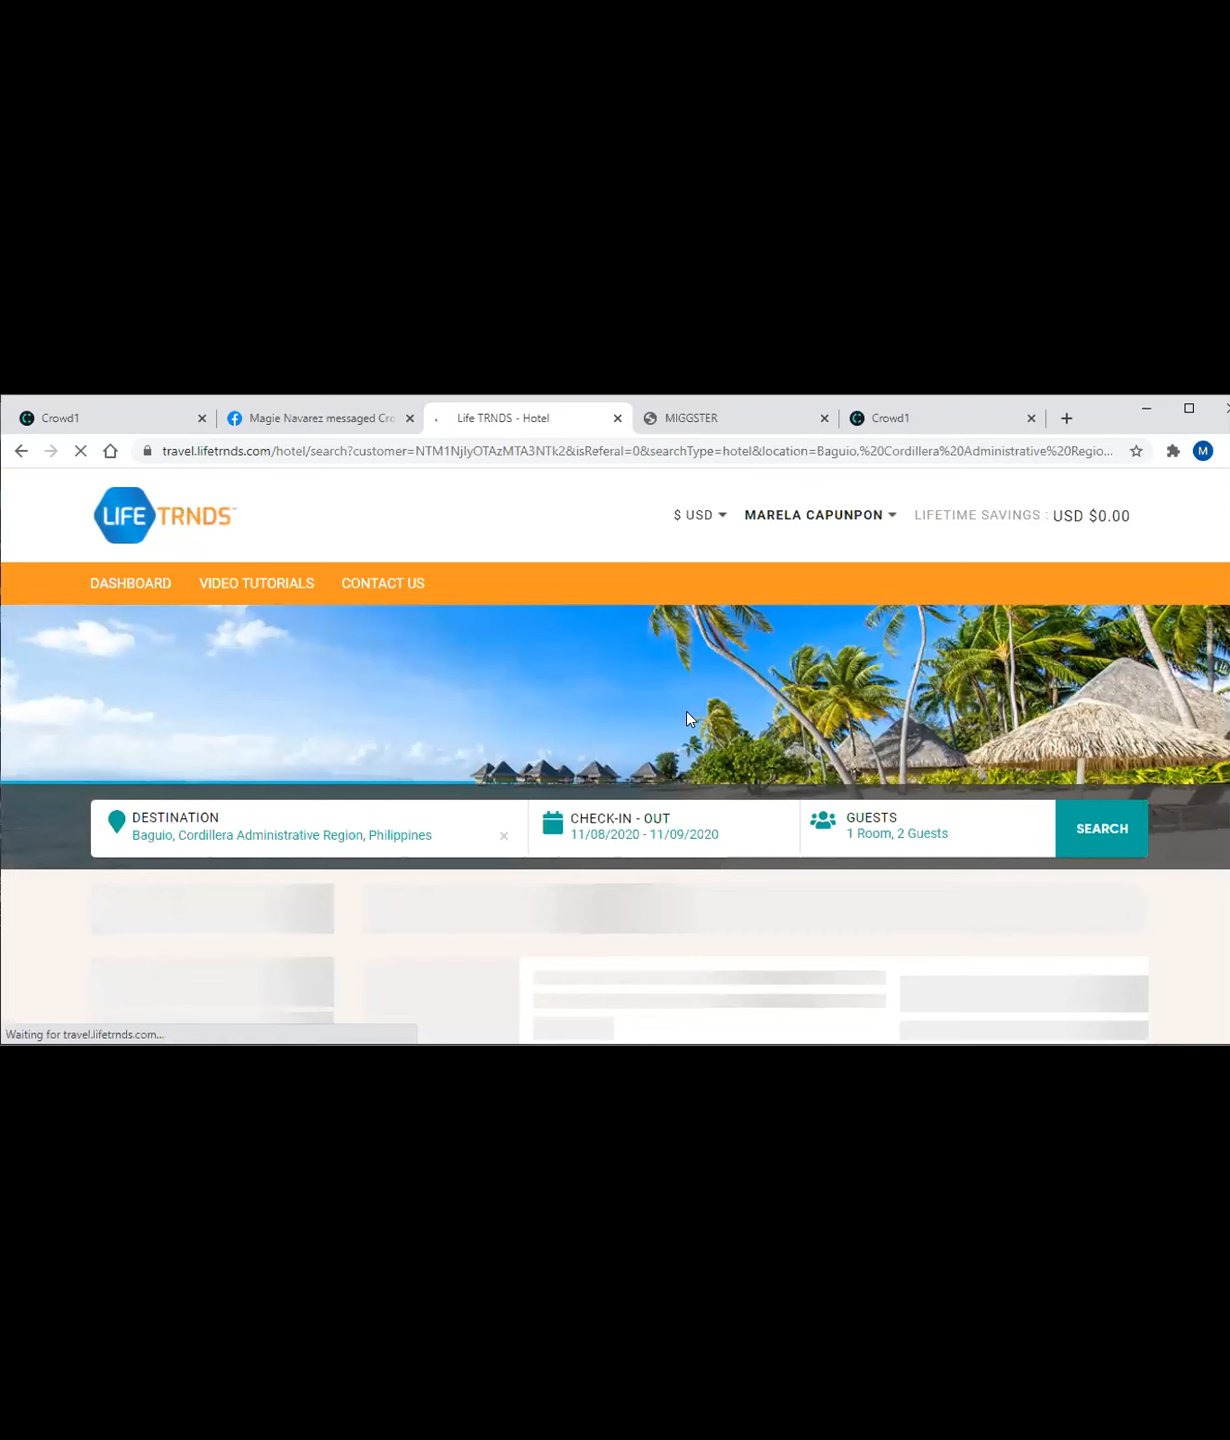 Crowd1
Magie Navarez messaged Cro
Life TRNDS - Hotel
MIGGSTER
Crowd1
travel.lifetrnds.com/hotel/search?customer=NTM1NjIyOTAzMTA3NTk2&isReferal=0&searchType=hotel&location=Baguio,%20Cordillera%20Administrative%20Regio...
M
LIFE TRNDS
$ USD
MARELA CAPUNPON
LIFETIME SAVINGS : USD $0.00
DASHBOARD
VIDEO TUTORIALS
CONTACT US
DESTINATION
Baguio, Cordillera Administrative Region, Philippines
CHECK-IN - OUT
11/08/2020 - 11/09/2020
GUESTS
1 Room, 2 Guests
SEARCH
Waiting for travel.lifetrnds.com...